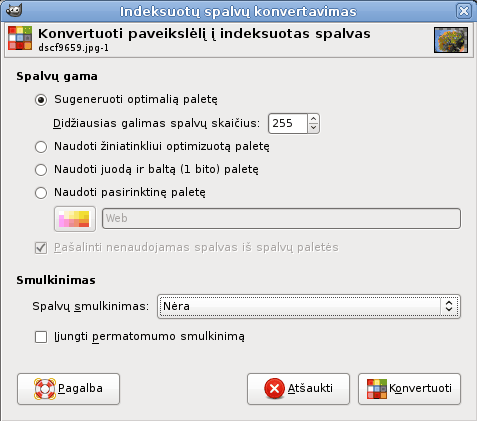 Indeksuotų spalvų konvertavimas
Konvertuoti paveikslėlį į indeksuotas spalvas
dscf9659.jpg-1
Spalvų gama
Sugeneruoti optimalią paletę
Didžiausias galimas spalvų skaičius: 255
Naudoti žiniatinkliui optimizuotą paletę
Naudoti juodą ir baltą (1 bito) paletę
Naudoti pasirinktinę paletę
Web
Pašalinti nenaudojamas spalvas iš spalvų paletės
Smulkinimas
Spalvų smulkinimas: Nėra
Įjungti permatomumo smulkinimą
Pagalba Atšaukti Konvertuoti